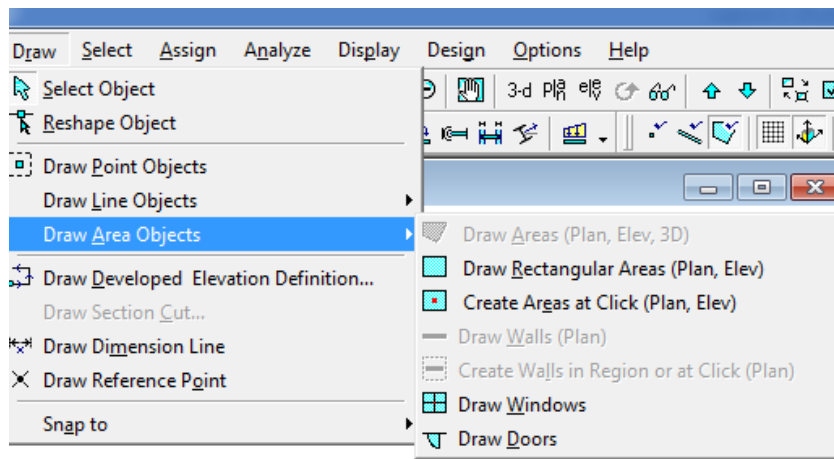 Draw Select Assign Analyze Display Design Options Help
3-d
Select Object
Reshape Object
Draw Point Objects
Draw Line Objects
Draw Area Objects
Draw Areas (Plan, Elev, 3D)
Draw Rectangular Areas (Plan, Elev)
Create Areas at Click (Plan, Elev)
Draw Walls (Plan)
Create Walls in Region or at Click (Plan)
Draw Windows
Draw Doors
Draw Developed Elevation Definition...
Draw Section Cut...
Draw Dimension Line
Draw Reference Point
Snap to